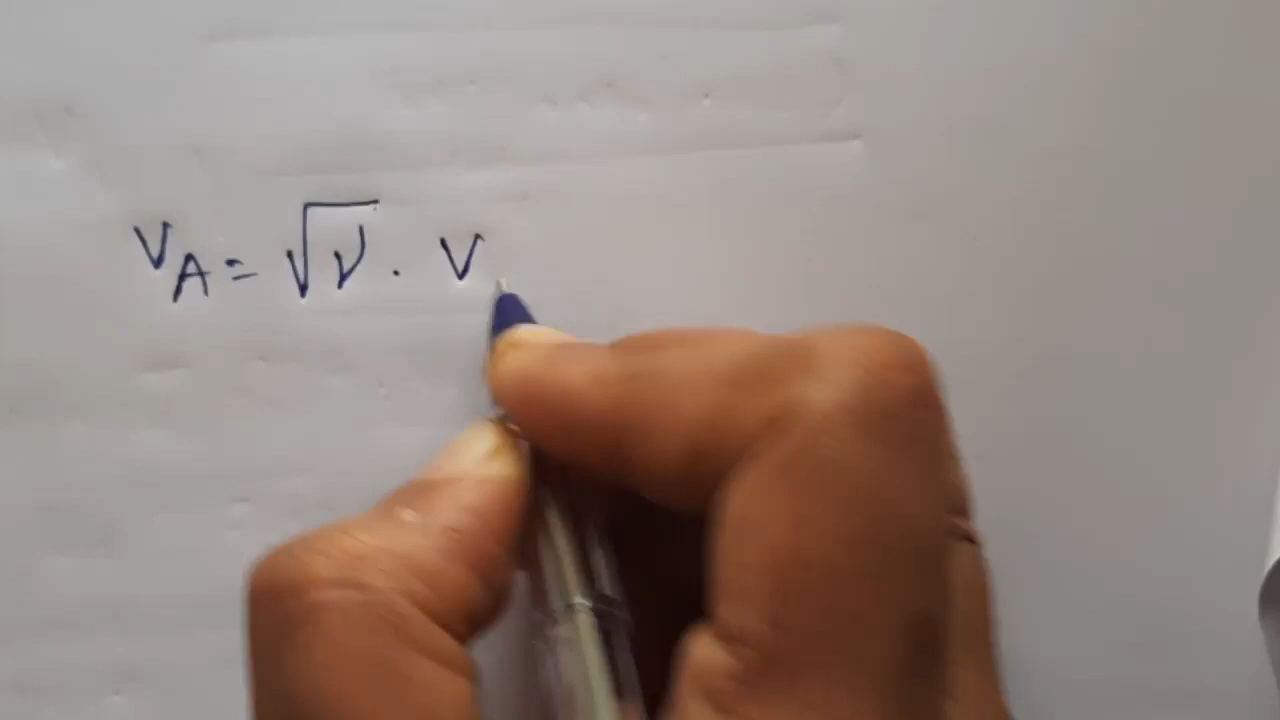 V_A = √ν . V